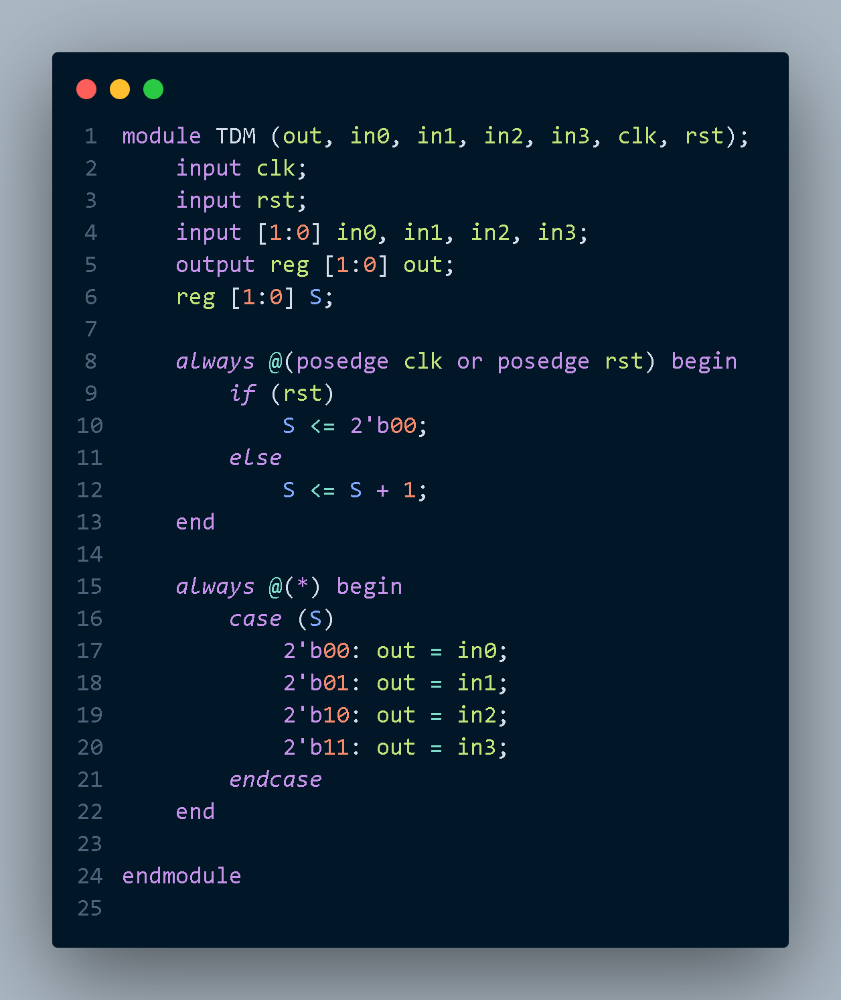 1 module TDM (out, in0, in1, in2, in3, clk, rst);
2     input clk;
3     input rst;
4     input [1:0] in0, in1, in2, in3;
5     output reg [1:0] out;
6     reg [1:0] S;
7
8     always @(posedge clk or posedge rst) begin
9         if (rst)
10             S <= 2'b00;
11         else
12             S <= S + 1;
13     end
14
15     always @(*) begin
16         case (S)
17             2'b00: out = in0;
18             2'b01: out = in1;
19             2'b10: out = in2;
20             2'b11: out = in3;
21         endcase
22     end
23
24 endmodule
25